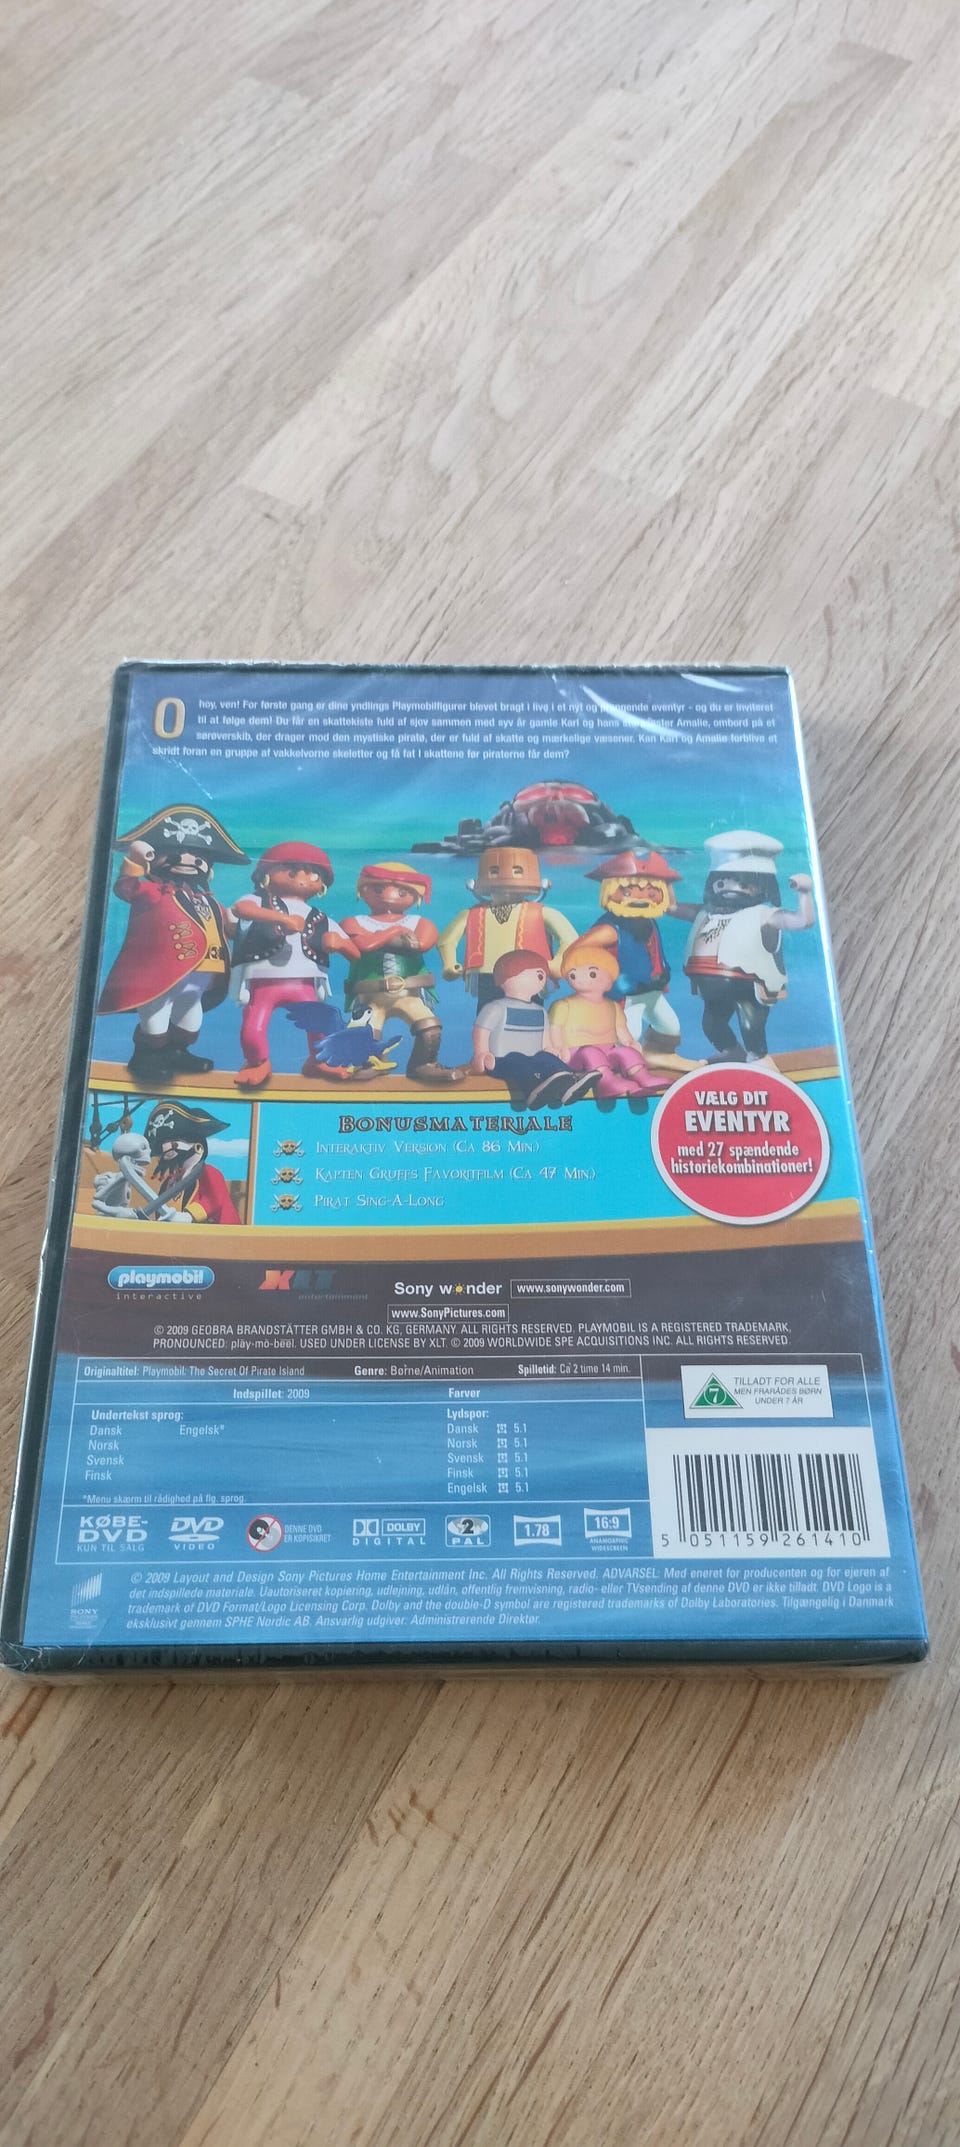 Ohoy, ven! For første gang er dine yndlings Playmobilfigurer blevet bragt i live i et nyt og eventyr - og du er inviteret
til at følge dem! Du får en skattekiste fuld af sjov sammen med syv år gamle Karl og hans Amalie, ombord på et
sørøverskib, der drager mod den mystiske piratø, der er fuld af skatte og mærkelige væsener. Kan Karl og Amalie forblive et
skridt foran en gruppe af vakkelvorne skeletter og få fat I skattene før piraterne får dem?
BONUSMATERIALE
INTERAKTIV VERSION (CA 86 MIN.)
KAPTEN GRUFFS FAVORITFILM (CA 47 MIN.)
PIRAT SING-A-LONG
VÆLG DIT
EVENTYR
med 27 spændende
historiekombinationer!
playmobil
interactive
XLT
entertainment
Sony wonder www.sonywonder.com
www.SonyPictures.com
© 2009 GEOBRA BRANDSTÄTTER GMBH & CO. KG, GERMANY. ALL RIGHTS RESERVED. PLAYMOBIL IS A REGISTERED TRADEMARK,
PRONOUNCED: plāy-mō-bēēl. USED UNDER LICENSE BY XLT. © 2009 WORLDWIDE SPE ACQUISITIONS INC. ALL RIGHTS RESERVED.
Originaltitel: Playmobil: The Secret Of Pirate Island Genre: Børne/Animation Spilletid: Ca 2 time 14 min.
Indspillet: 2009 Farver
Undertekst sprog:
Dansk Engelsk*
Norsk
Svensk
Finsk
*Menu skærm til rådighed på flg. sprog.
Lydspor:
Dansk 5.1
Norsk 5.1
Svensk 5.1
Finsk 5.1
Engelsk 5.1
7
TILLADT FOR ALLE
MEN FRARÅDES BØRN
UNDER 7 ÅR
5 051159 261410
KØBE-
DVD
KUN TIL SALG
DVD
VIDEO
DENNE DVD
ER KOPISIKRET
DOLBY
DIGITAL
2
PAL
1.78
16:9
ANAMORPHIC
WIDESCREEN
SONY
© 2009 Layout and Design Sony Pictures Home Entertainment Inc. All Rights Reserved. ADVARSEL: Med eneret for producenten og for ejeren af
det indspillede materiale. Uautoriseret kopiering, udlejning, udlån, offentlig fremvisning, radio- eller TVsending af denne DVD er ikke tilladt. DVD Logo is a
trademark of DVD Format/Logo Licensing Corp. Dolby and the double-D symbol are registered trademarks of Dolby Laboratories. Tilgængelig i Danmark
eksklusivt gennem SPHE Nordic AB. Ansvarlig udgiver. Administrerende Direktør.